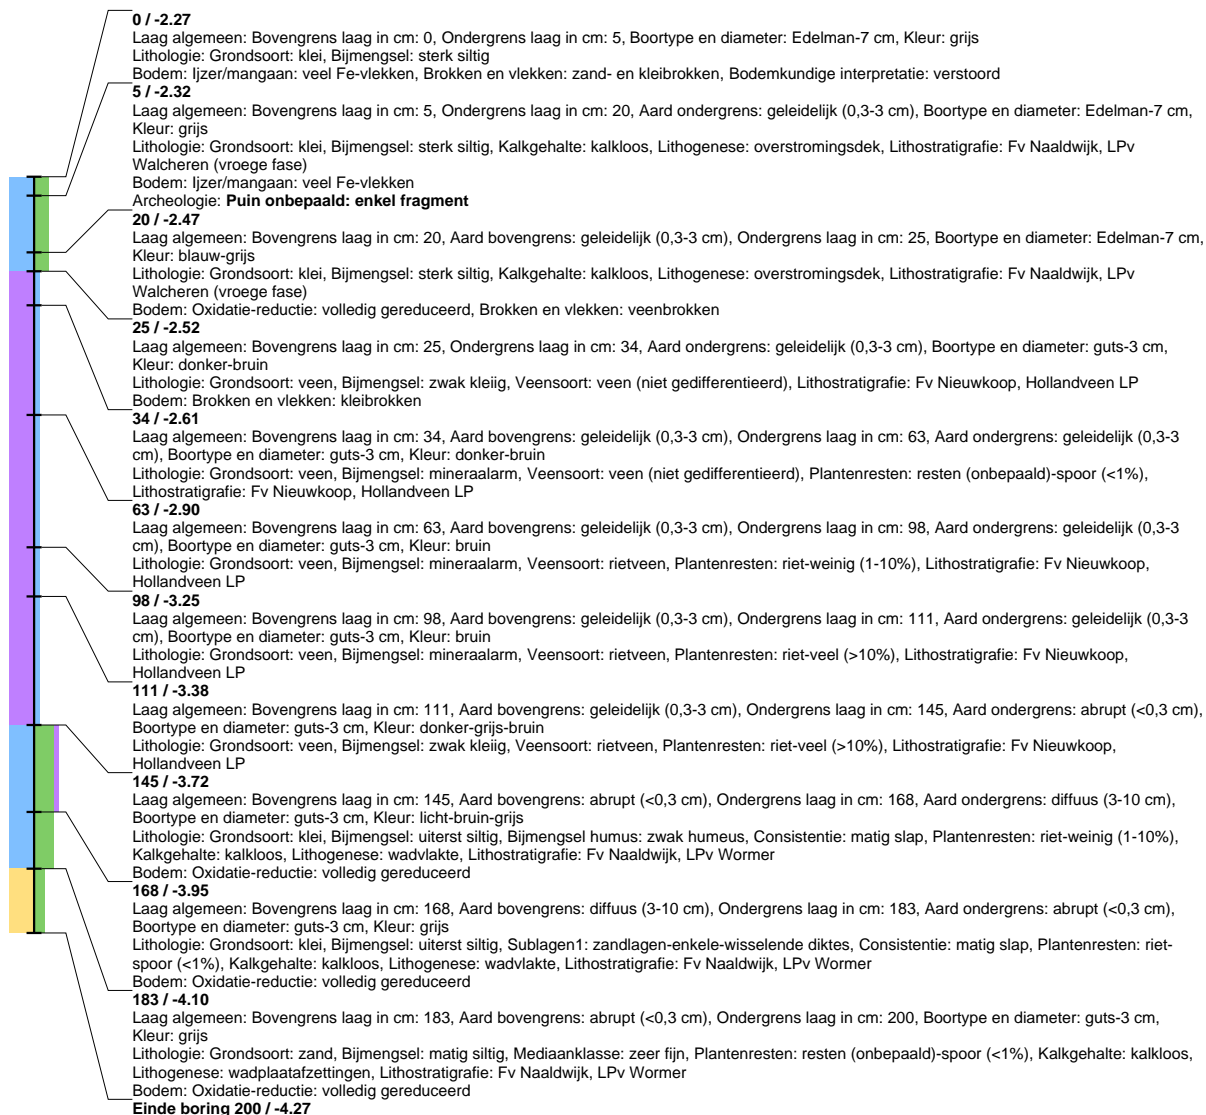 0 / -2.27
Laag algemeen: Bovengrens laag in cm: 0, Ondergrens laag in cm: 5, Boortype en diameter: Edelman-7 cm, Kleur: grijs
Lithologie: Grondsoort: klei, Bijmengsel: sterk siltig
Bodem: Ijzer/mangaan: veel Fe-vlekken, Brokken en vlekken: zand- en kleibrokken, Bodemkundige interpretatie: verstoord
5 / -2.32
Laag algemeen: Bovengrens laag in cm: 5, Ondergrens laag in cm: 20, Aard ondergrens: geleidelijk (0,3-3 cm), Boortype en diameter: Edelman-7 cm,
Kleur: grijs
Lithologie: Grondsoort: klei, Bijmengsel: sterk siltig, Kalkgehalte: kalkloos, Lithogenese: overstromingsdek, Lithostratigrafie: Fv Naaldwijk, LPv
Walcheren (vroege fase)
Bodem: Ijzer/mangaan: veel Fe-vlekken
Archeologie: Puin onbepaald: enkel fragment
20 / -2.47
Laag algemeen: Bovengrens laag in cm: 20, Aard bovengrens: geleidelijk (0,3-3 cm), Ondergrens laag in cm: 25, Boortype en diameter: Edelman-7 cm,
Kleur: blauw-grijs
Lithologie: Grondsoort: klei, Bijmengsel: sterk siltig, Kalkgehalte: kalkloos, Lithogenese: overstromingsdek, Lithostratigrafie: Fv Naaldwijk, LPv
Walcheren (vroege fase)
Bodem: Oxidatie-reductie: volledig gereduceerd, Brokken en vlekken: veenbrokken
25 / -2.52
Laag algemeen: Bovengrens laag in cm: 25, Ondergrens laag in cm: 34, Aard ondergrens: geleidelijk (0,3-3 cm), Boortype en diameter: guts-3 cm,
Kleur: donker-bruin
Lithologie: Grondsoort: veen, Bijmengsel: zwak kleiig, Veensoort: veen (niet gedifferentieerd), Lithostratigrafie: Fv Nieuwkoop, Hollandveen LP
Bodem: Brokken en vlekken: kleibrokken
34 / -2.61
Laag algemeen: Bovengrens laag in cm: 34, Aard bovengrens: geleidelijk (0,3-3 cm), Ondergrens laag in cm: 63, Aard ondergrens: geleidelijk (0,3-3
cm), Boortype en diameter: guts-3 cm, Kleur: donker-bruin
Lithologie: Grondsoort: veen, Bijmengsel: mineraalarm, Veensoort: veen (niet gedifferentieerd), Plantenresten: resten (onbepaald)-spoor (<1%),
Lithostratigrafie: Fv Nieuwkoop, Hollandveen LP
63 / -2.90
Laag algemeen: Bovengrens laag in cm: 63, Aard bovengrens: geleidelijk (0,3-3 cm), Ondergrens laag in cm: 98, Aard ondergrens: geleidelijk (0,3-3
cm), Boortype en diameter: guts-3 cm, Kleur: bruin
Lithologie: Grondsoort: veen, Bijmengsel: mineraalarm, Veensoort: rietveen, Plantenresten: riet-weinig (1-10%), Lithostratigrafie: Fv Nieuwkoop,
Hollandveen LP
98 / -3.25
Laag algemeen: Bovengrens laag in cm: 98, Aard bovengrens: geleidelijk (0,3-3 cm), Ondergrens laag in cm: 111, Aard ondergrens: geleidelijk (0,3-3
cm), Boortype en diameter: guts-3 cm, Kleur: bruin
Lithologie: Grondsoort: veen, Bijmengsel: mineraalarm, Veensoort: rietveen, Plantenresten: riet-veel (>10%), Lithostratigrafie: Fv Nieuwkoop,
Hollandveen LP
111 / -3.38
Laag algemeen: Bovengrens laag in cm: 111, Aard bovengrens: geleidelijk (0,3-3 cm), Ondergrens laag in cm: 145, Aard ondergrens: abrupt (<0,3 cm),
Boortype en diameter: guts-3 cm, Kleur: donker-grijs-bruin
Lithologie: Grondsoort: veen, Bijmengsel: zwak kleiig, Veensoort: rietveen, Plantenresten: riet-veel (>10%), Lithostratigrafie: Fv Nieuwkoop,
Hollandveen LP
145 / -3.72
Laag algemeen: Bovengrens laag in cm: 145, Aard bovengrens: abrupt (<0,3 cm), Ondergrens laag in cm: 168, Aard ondergrens: diffuus (3-10 cm),
Boortype en diameter: guts-3 cm, Kleur: licht-bruin-grijs
Lithologie: Grondsoort: klei, Bijmengsel: uiterst siltig, Bijmengsel humus: zwak humeus, Consistentie: matig slap, Plantenresten: riet-weinig (1-10%),
Kalkgehalte: kalkloos, Lithogenese: wadvlakte, Lithostratigrafie: Fv Naaldwijk, LPv Wormer
Bodem: Oxidatie-reductie: volledig gereduceerd
168 / -3.95
Laag algemeen: Bovengrens laag in cm: 168, Aard bovengrens: diffuus (3-10 cm), Ondergrens laag in cm: 183, Aard ondergrens: abrupt (<0,3 cm),
Boortype en diameter: guts-3 cm, Kleur: grijs
Lithologie: Grondsoort: klei, Bijmengsel: uiterst siltig, Sublagen1: zandlagen-enkele-wisselende diktes, Consistentie: matig slap, Plantenresten: riet-
spoor (<1%), Kalkgehalte: kalkloos, Lithogenese: wadvlakte, Lithostratigrafie: Fv Naaldwijk, LPv Wormer
Bodem: Oxidatie-reductie: volledig gereduceerd
183 / -4.10
Laag algemeen: Bovengrens laag in cm: 183, Aard bovengrens: abrupt (<0,3 cm), Ondergrens laag in cm: 200, Boortype en diameter: guts-3 cm,
Kleur: grijs
Lithologie: Grondsoort: zand, Bijmengsel: matig siltig, Mediaanklasse: zeer fijn, Plantenresten: resten (onbepaald)-spoor (<1%), Kalkgehalte: kalkloos,
Lithogenese: wadplaatafzettingen, Lithostratigrafie: Fv Naaldwijk, LPv Wormer
Bodem: Oxidatie-reductie: volledig gereduceerd
Einde boring 200 / -4.27